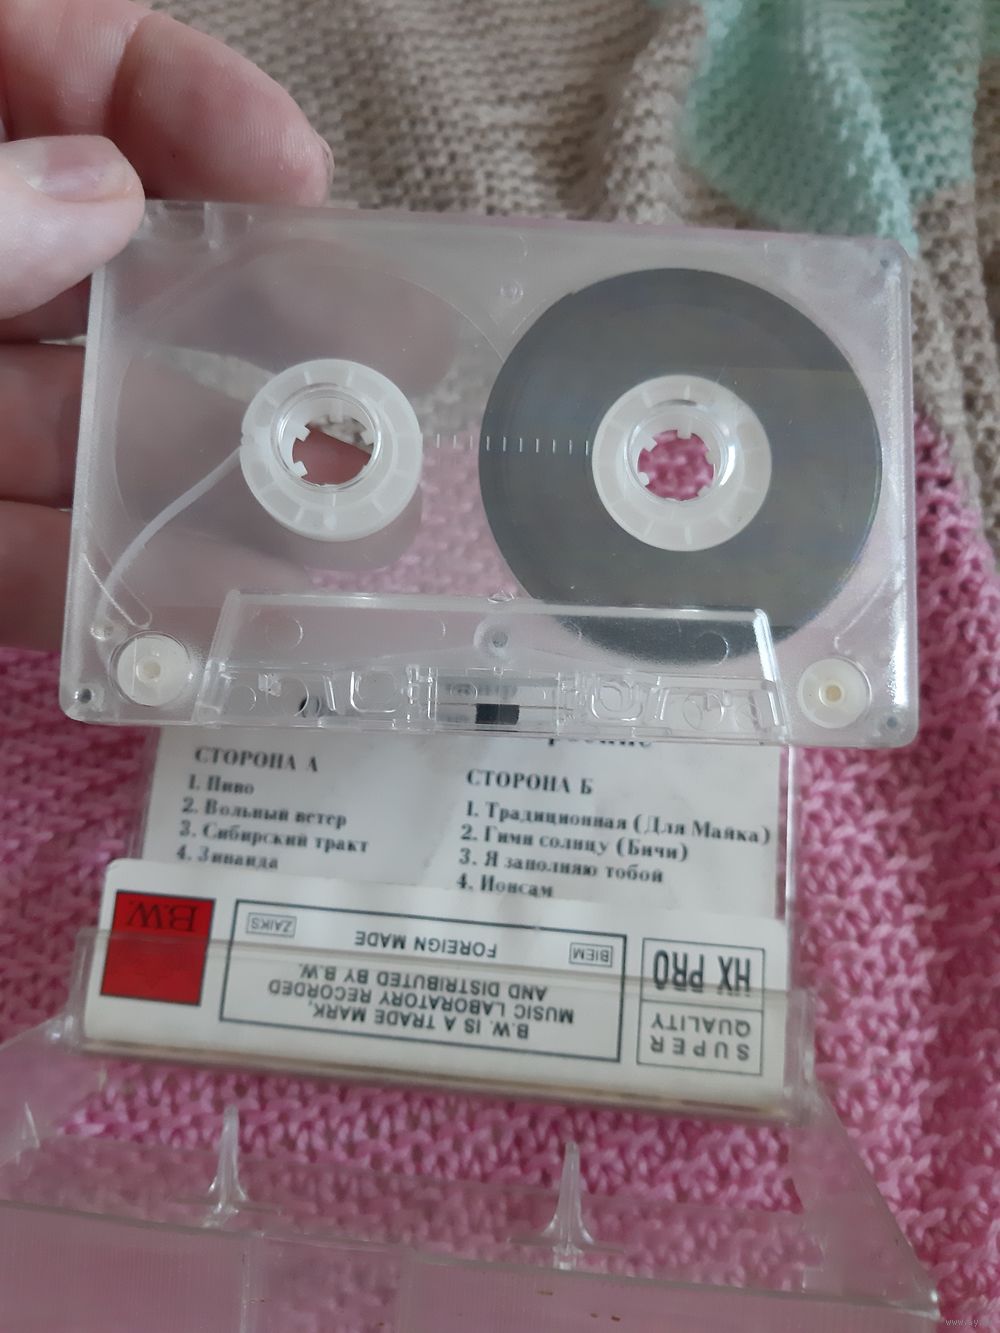 СТОРОНА А
1. Пиво
2. Вольный ветер
3. Сибирский тракт
4. Зинаида
СТОРОНА Б
1. Традиционная (Для Майка)
2. Гимн солнцу (Бичи)
3. Я заполняю тобой
4. Нонсам
B.W.
ZAIKS
FOREIGN MADE
BIEM
B.W. IS A TRADE MARK,
MUSIC LABORATORY RECORDED
AND DISTRIBUTED BY B.W.
HX PRO
SUPER
QUALITY